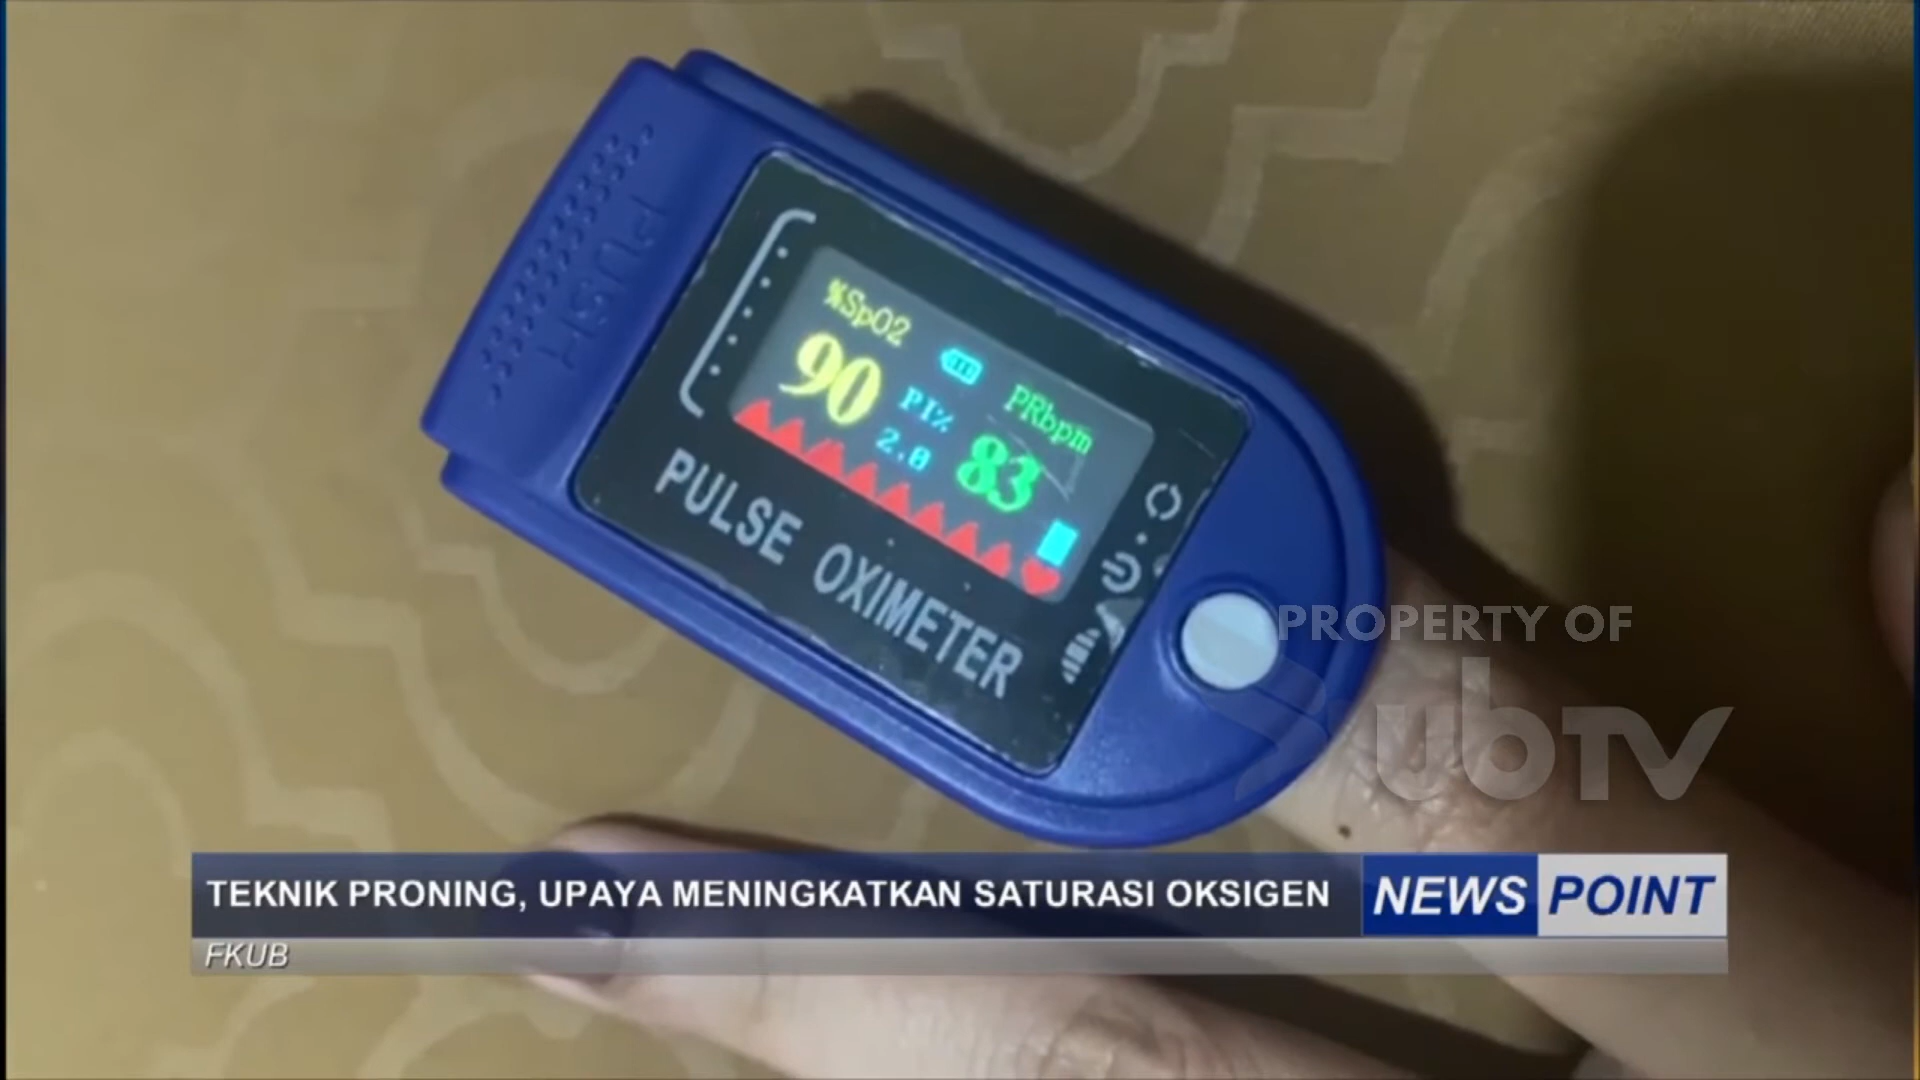 PUSH
%SpO2
90
PI%
2.0
PRbpm
83
PULSE OXIMETER
PROPERTY OF
UBTV
TEKNIK PRONING, UPAYA MENINGKATKAN SATURASI OKSIGEN
NEWS POINT
FKUB